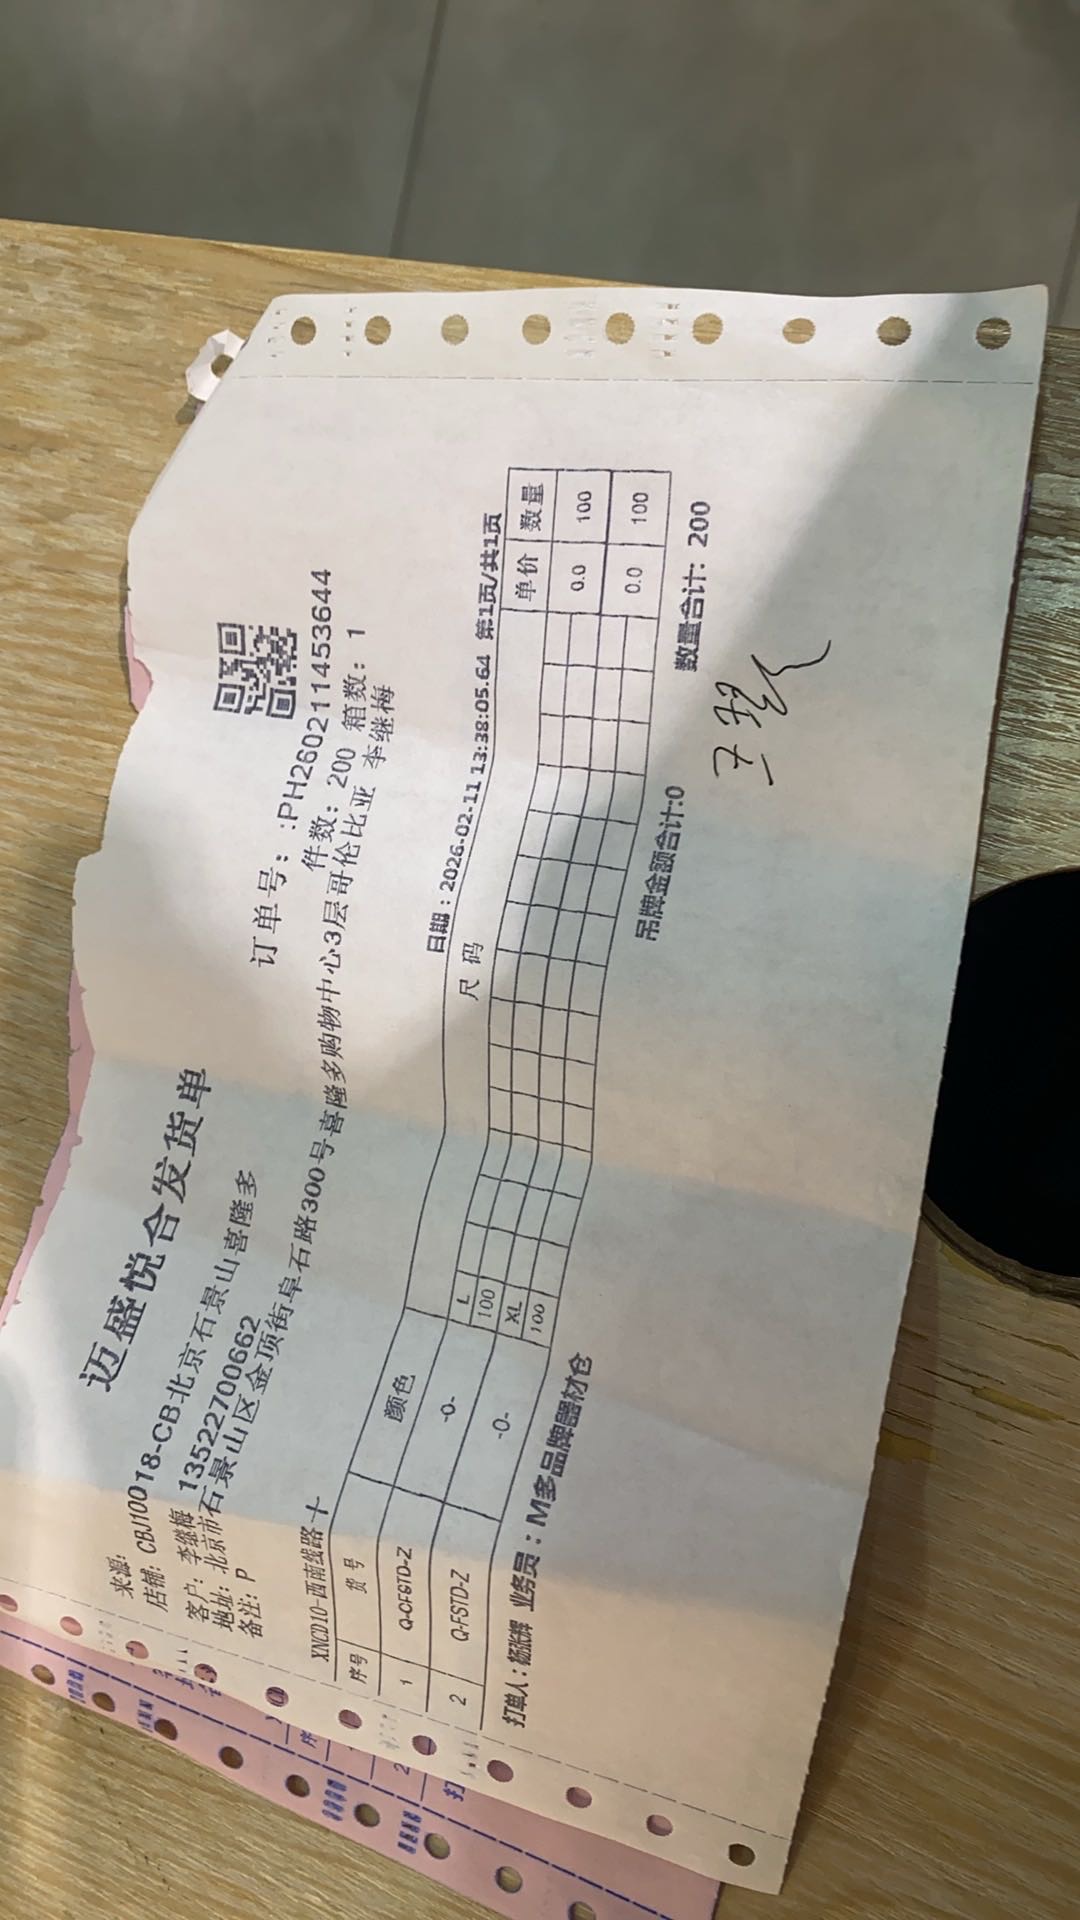 迈盛悦合发货单
订单号：:PH260211453644
来源:
店铺: CBJ10018-CB北京石景山喜隆多
件数: 200 箱数: 1
客户: 李继梅 13522700662
地址: 北京市石景山区金顶街阜石路300号喜隆多购物中心3层哥伦比亚 李继梅
备注: P
XNCD10-西南线路十
日期：2026-02-11 13:38:05.64 第1页/共1页
序号 货号 颜色 尺码 单价 数量
L
1 Q-CFGTD-Z -0- 100 0.0 100
XL
2 Q-FSTD-Z -0- 100 0.0 100
打单人：杨张辉 业务员：M多品牌器材仓 吊牌金额合计:0 数量合计: 200